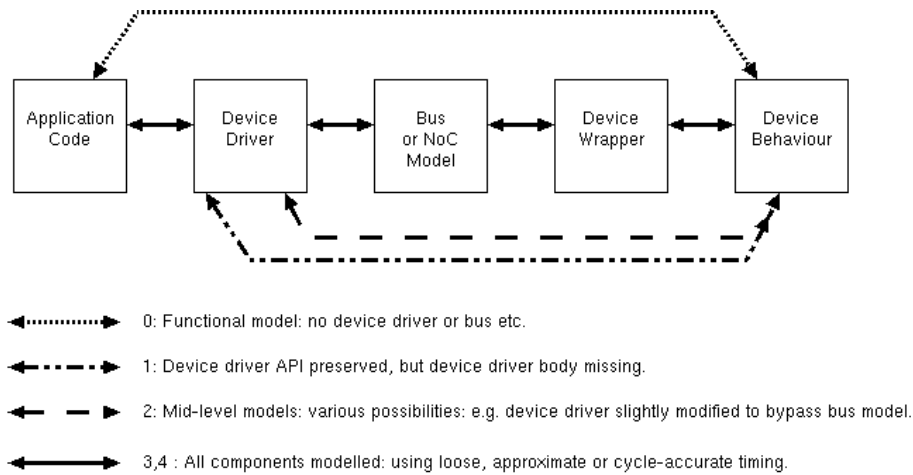 Application
Code
Device
Driver
Bus
or NoC
Model
Device
Wrapper
Device
Behaviour
0: Functional model: no device driver or bus etc.
1: Device driver API preserved, but device driver body missing.
2: Mid-level models: various possibilities: e.g. device driver slightly modified to bypass bus model.
3,4 : All components modelled: using loose, approximate or cycle-accurate timing.